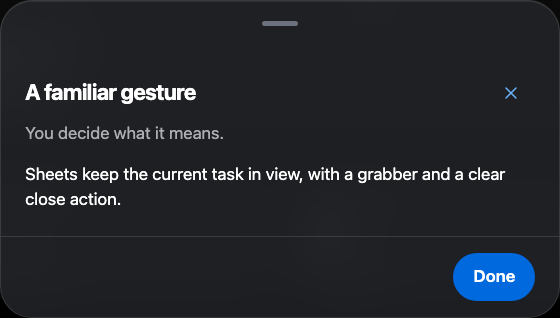 A familiar gesture
You decide what it means.
Sheets keep the current task in view, with a grabber and a clear
close action.
Done